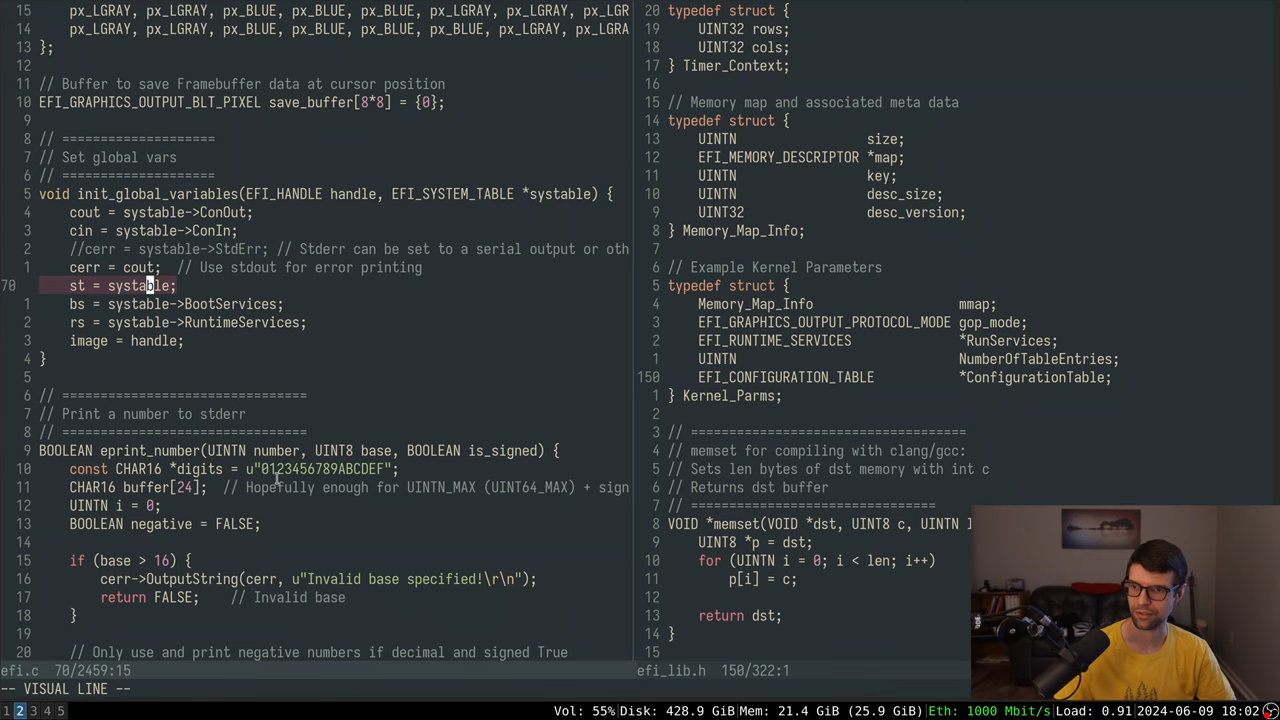 15 px_LGRAY, px_LGRAY, px_BLUE, px_BLUE, px_BLUE, px_LGRAY, px_LGRAY, px_LGR
14 px_LGRAY, px_LGRAY, px_BLUE, px_BLUE, px_BLUE, px_BLUE, px_LGRAY, px_LGRA
13 };
12
11 // Buffer to save Framebuffer data at cursor position
10 EFI_GRAPHICS_OUTPUT_BLT_PIXEL save_buffer[8*8] = {0};
9
8 // ====================
7 // Set global vars
6 // ====================
5 void init_global_variables(EFI_HANDLE handle, EFI_SYSTEM_TABLE *systable) {
4 cout = systable->ConOut;
3 cin = systable->ConIn;
2 //cerr = systable->StdErr; // Stderr can be set to a serial output or oth
1 cerr = cout; // Use stdout for error printing
70 st = systable;
1 bs = systable->BootServices;
2 rs = systable->RuntimeServices;
3 image = handle;
4 }
5
6 // ================================
7 // Print a number to stderr
8 // ================================
9 BOOLEAN eprint_number(UINTN number, UINT8 base, BOOLEAN is_signed) {
10 const CHAR16 *digits = u"0123456789ABCDEF";
11 CHAR16 buffer[24]; // Hopefully enough for UINTN_MAX (UINT64_MAX) + sign
12 UINTN i = 0;
13 BOOLEAN negative = FALSE;
14
15 if (base > 16) {
16 cerr->OutputString(cerr, u"Invalid base specified!\r\n");
17 return FALSE; // Invalid base
18 }
19
20 // Only use and print negative numbers if decimal and signed True
efi.c 70/2459:15
-- VISUAL LINE --
20 typedef struct {
19 UINT32 rows;
18 UINT32 cols;
17 } Timer_Context;
16
15 // Memory map and associated meta data
14 typedef struct {
13 UINTN size;
12 EFI_MEMORY_DESCRIPTOR *map;
11 UINTN key;
10 UINTN desc_size;
9 UINT32 desc_version;
8 } Memory_Map_Info;
7
6 // Example Kernel Parameters
5 typedef struct {
4 Memory_Map_Info mmap;
3 EFI_GRAPHICS_OUTPUT_PROTOCOL_MODE gop_mode;
2 EFI_RUNTIME_SERVICES *RunServices;
1 UINTN NumberOfTableEntries;
150 EFI_CONFIGURATION_TABLE *ConfigurationTable;
1 } Kernel_Parms;
2
3 // ====================================
4 // memset for compiling with clang/gcc:
5 // Sets len bytes of dst memory with int c
6 // Returns dst buffer
7 // ================================
8 VOID *memset(VOID *dst, UINT8 c, UINTN
9 UINT8 *p = dst;
10 for (UINTN i = 0; i < len; i++)
11 p[i] = c;
12
13 return dst;
14 }
15
efi_lib.h 150/322:1
1 2 3 4 5
Vol: 55%|Disk: 428.9 GiB|Mem: 21.4 GiB (25.9 GiB)|Eth: 1000 Mbit/s|Load: 0.91|2024-06-09 18:02